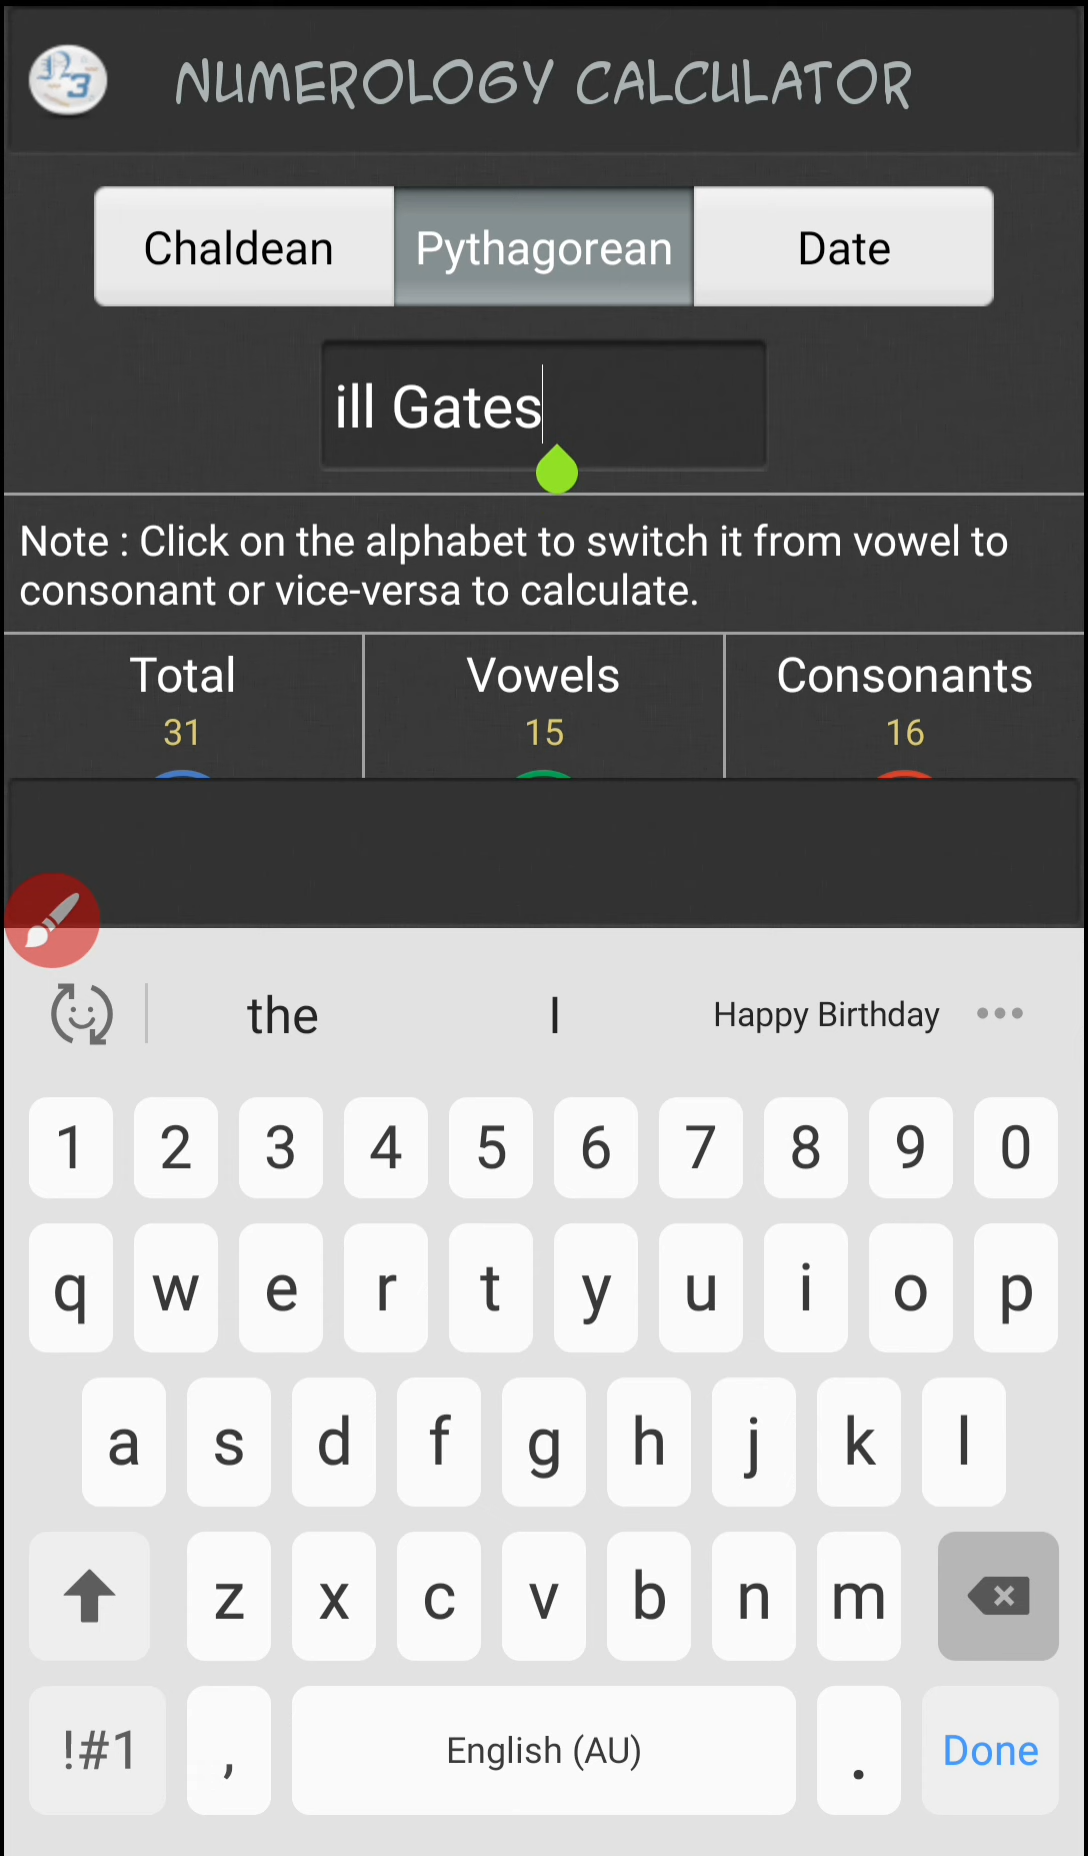 NUMEROLOGY CALCULATOR
Chaldean Pythagorean Date
ill Gates
Note : Click on the alphabet to switch it from vowel to
consonant or vice-versa to calculate.
Total Vowels Consonants
31 15 16
the I Happy Birthday
1 2 3 4 5 6 7 8 9 0
q w e r t y u i o p
a s d f g h j k l
z x c v b n m
!#1 , English (AU) . Done